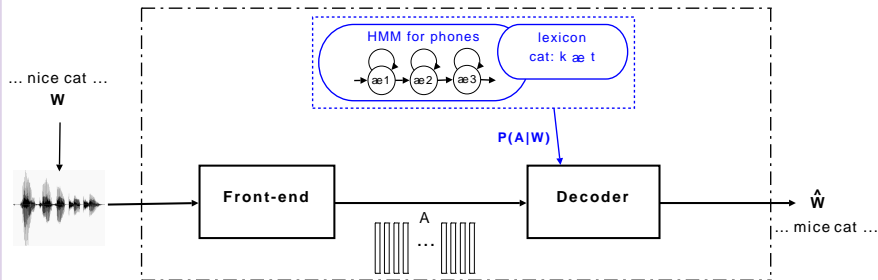 HMM for phones
lexicon
cat: k æ t
æ1 æ2 æ3
... nice cat ...
W
P(A|W)
Front-end
A
...
Decoder
Ŵ
... mice cat ...